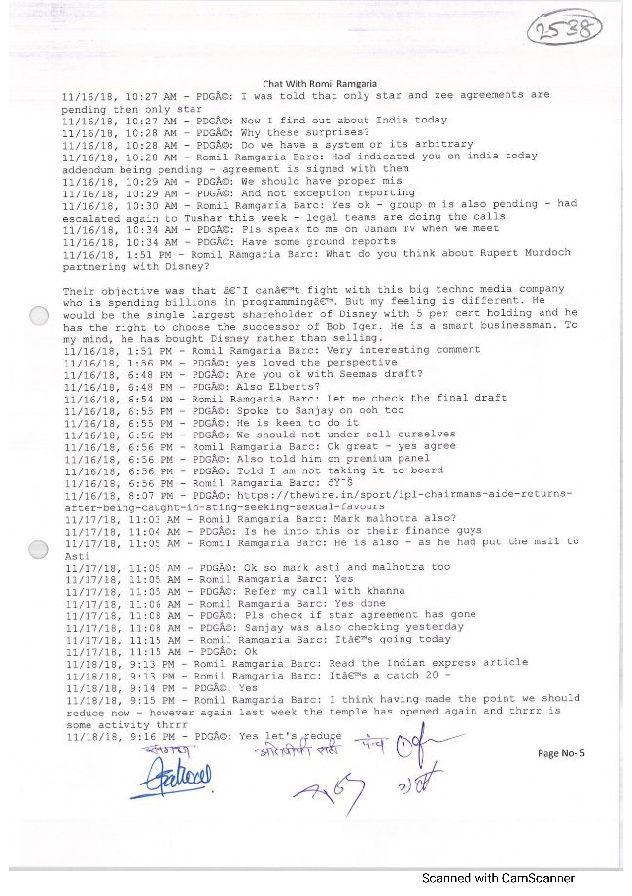 2538
Chat With Romil Ramgaria
11/16/18, 10:27 AM - PDGÂ©: I was told that only star and zee agreements are
pending then only star
11/16/18, 10:27 AM - PDGÂ©: Now I find out about India today
11/16/18, 10:28 AM - PDGÂ©: Why these surprises?
11/16/18, 10:28 AM - PDGÂ©: Do we have a system or its arbitrary
11/16/18, 10:28 AM - Romil Ramgaria Barc: Had indicated you on india today
addendum being pending - agreement is signed with them
11/16/18, 10:29 AM - PDGÂ©: We should have proper mis
11/16/18, 10:29 AM - PDGÂ©: And not exception reporting
11/16/18, 10:30 AM - Romil Ramgaria Barc: Yes ok - group m is also pending - had
escalated again to Tushar this week - legal teams are doing the calls
11/16/18, 10:34 AM - PDGÂ©: Pls speak to me on Janam TV when we meet
11/16/18, 10:34 AM - PDGÂ©: Have some ground reports
11/16/18, 1:51 PM - Romil Ramgaria Barc: What do you think about Rupert Murdoch
partnering with Disney?
Their objective was that â€˜I canâ€™t fight with this big techno media company
who is spending billions in programmingâ€™. But my feeling is different. He
would be the single largest shareholder of Disney with 5 per cent holding and he
has the right to choose the successor of Bob Iger. He is a smart businessman. To
my mind, he has bought Disney rather than selling.
11/16/18, 1:51 PM - Romil Ramgaria Barc: Very interesting comment
11/16/18, 1:56 PM - PDGÂ©: yes loved the perspective
11/16/18, 6:48 PM - PDGÂ©: Are you ok with Seemas draft?
11/16/18, 6:48 PM - PDGÂ©: Also Elberts?
11/16/18, 6:54 PM - Romil Ramgaria Barc: Let me check the final draft
11/16/18, 6:55 PM - PDGÂ©: Spoke to Sanjay on ooh too
11/16/18, 6:55 PM - PDGÂ©: He is keen to do it
11/16/18, 6:56 PM - PDGÂ©: We should not under sell ourselves
11/16/18, 6:56 PM - Romil Ramgaria Barc: Ok great - yes agree
11/16/18, 6:56 PM - PDGÂ©: Also told him on premium panel
11/16/18, 6:56 PM - PDGÂ©: Told I am not taking it to board
11/16/18, 6:56 PM - Romil Ramgaria Barc: ðŸ˜Š
11/16/18, 8:07 PM - PDGÂ©: https://thewire.in/sport/ipl-chairmans-aide-returns-
after-being-caught-in-sting-seeking-sexual-favours
11/17/18, 11:03 AM - Romil Ramgaria Barc: Mark malhotra also?
11/17/18, 11:04 AM - PDGÂ©: Is he into this or their finance guys
11/17/18, 11:05 AM - Romil Ramgaria Barc: He is also - as he had put the mail to
Asti
11/17/18, 11:05 AM - PDGÂ©: Ok so mark asti and malhotra too
11/17/18, 11:05 AM - Romil Ramgaria Barc: Yes
11/17/18, 11:05 AM - PDGÂ©: Refer my call with khanna
11/17/18, 11:06 AM - Romil Ramgaria Barc: Yes done
11/17/18, 11:08 AM - PDGÂ©: Pls check if star agreement has gone
11/17/18, 11:08 AM - PDGÂ©: Sanjay was also checking yesterday
11/17/18, 11:15 AM - Romil Ramgaria Barc: Itâ€™s going today
11/17/18, 11:15 AM - PDGÂ©: Ok
11/18/18, 9:13 PM - Romil Ramgaria Barc: Read the Indian express article
11/18/18, 9:13 PM - Romil Ramgaria Barc: Itâ€™s a catch 20 -
11/18/18, 9:14 PM - PDGÂ©: Yes
11/18/18, 9:15 PM - Romil Ramgaria Barc: I think having made the point we should
reduce now - however again last week the temple has opened again and thrrr is
some activity thrrr
11/18/18, 9:16 PM - PDGÂ©: Yes let's reduce
पंच
Page No- 5
Scanned with CamScanner